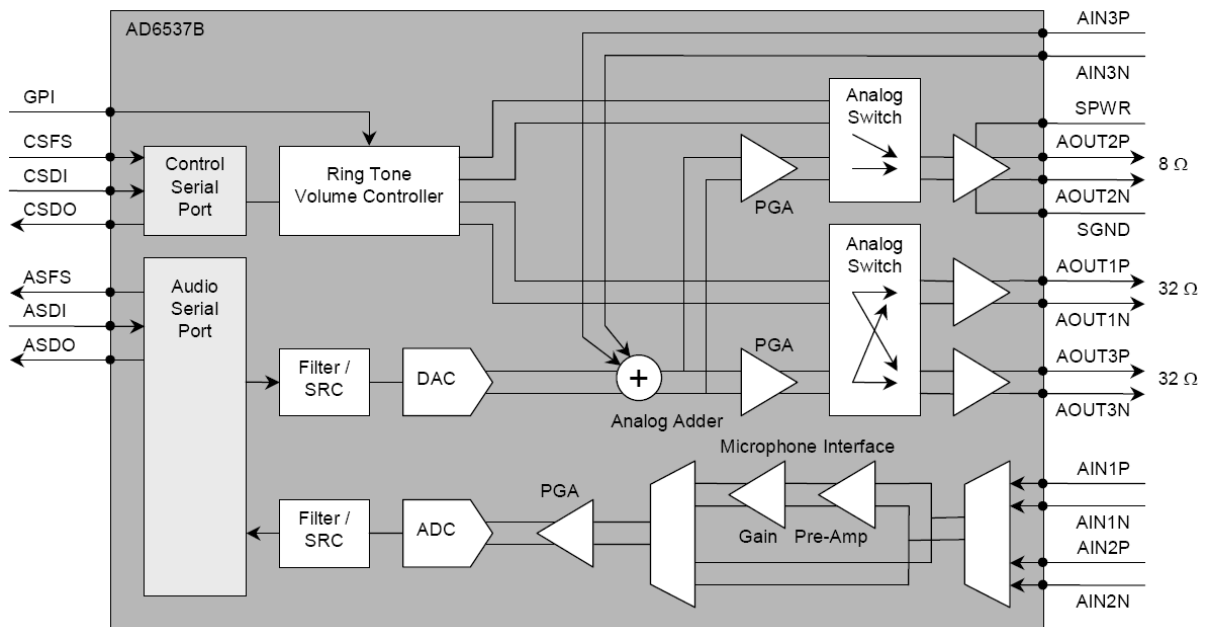 AD6537B
AIN3P
AIN3N
GPI
CSFS
CSDI
CSDO
Control
Serial
Port
Ring Tone
Volume Controller
Analog
Switch
PGA
SPWR
AOUT2P
8 Ω
AOUT2N
SGND
ASFS
ASDI
ASDO
Audio
Serial
Port
Analog
Switch
AOUT1P
32 Ω
AOUT1N
Filter /
SRC
DAC
+
Analog Adder
PGA
AOUT3P
32 Ω
AOUT3N
Microphone Interface
Filter /
SRC
ADC
PGA
Gain
Pre-Amp
AIN1P
AIN1N
AIN2P
AIN2N